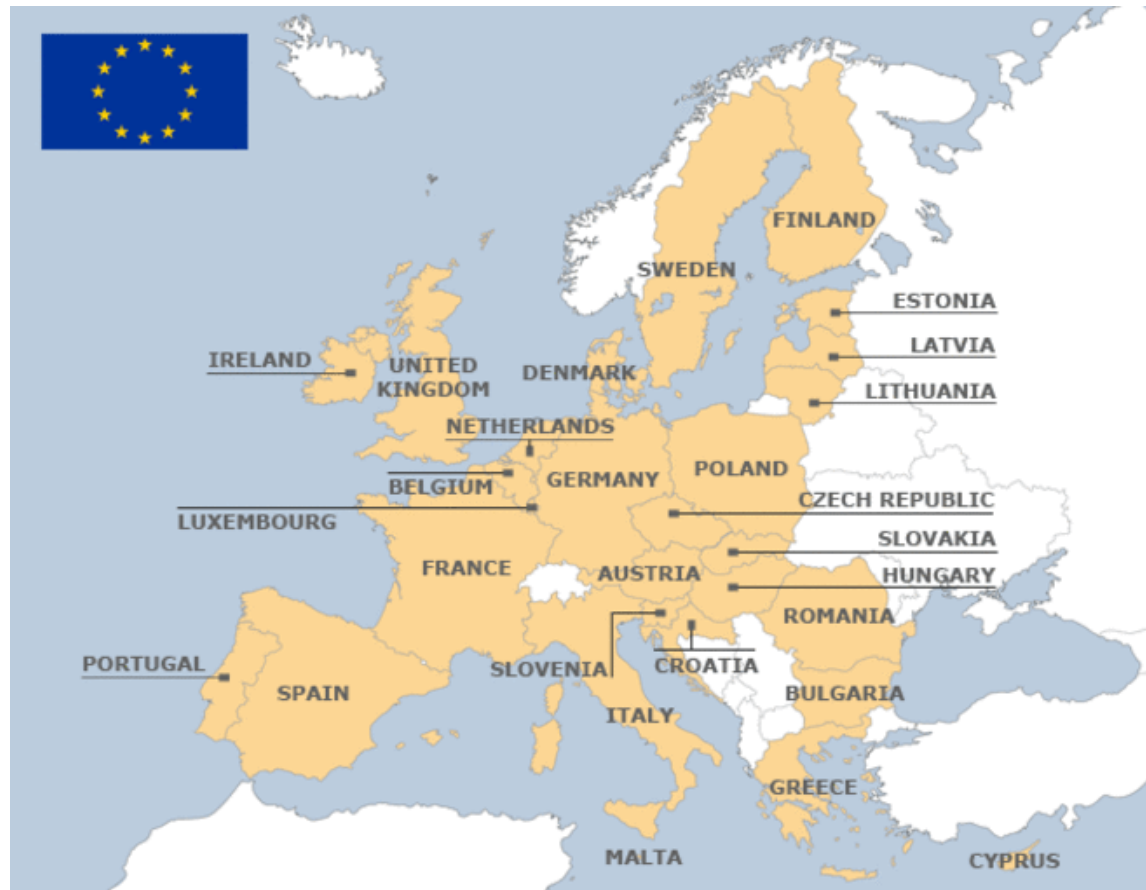 FINLAND
SWEDEN
ESTONIA
LATVIA
LITHUANIA
IRELAND
UNITED
KINGDOM
DENMARK
NETHERLANDS
BELGIUM
GERMANY
POLAND
LUXEMBOURG
CZECH REPUBLIC
SLOVAKIA
FRANCE
AUSTRIA
HUNGARY
ROMANIA
PORTUGAL
SPAIN
SLOVENIA
CROATIA
ITALY
BULGARIA
GREECE
MALTA
CYPRUS